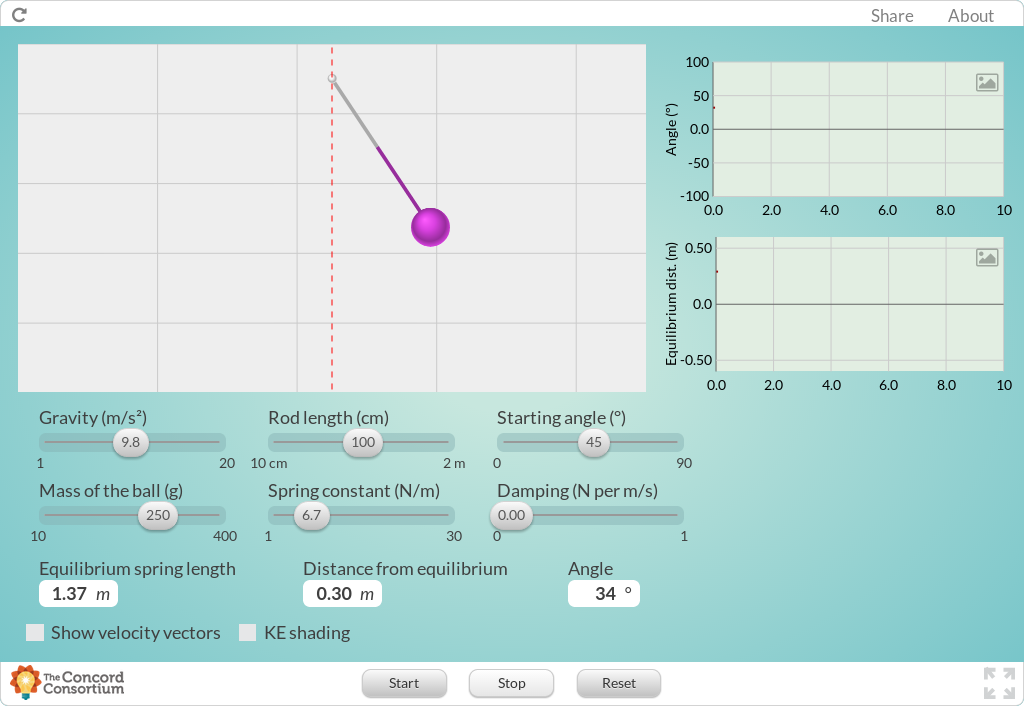 Share About
100
50
0.0
-50
-100
Angle (°)
0.0 2.0 4.0 6.0 8.0 10
0.50
0.0
-0.50
Equilibrium dist. (m)
0.0 2.0 4.0 6.0 8.0 10
Gravity (m/s²) Rod length (cm) Starting angle (°)
9.8 100 45
1 20 10 cm 2 m 0 90
Mass of the ball (g) Spring constant (N/m) Damping (N per m/s)
250 6.7 0.00
10 400 1 30 0 1
Equilibrium spring length Distance from equilibrium Angle
1.37 m 0.30 m 34 °
Show velocity vectors KE shading
The Concord
Consortium
Start Stop Reset